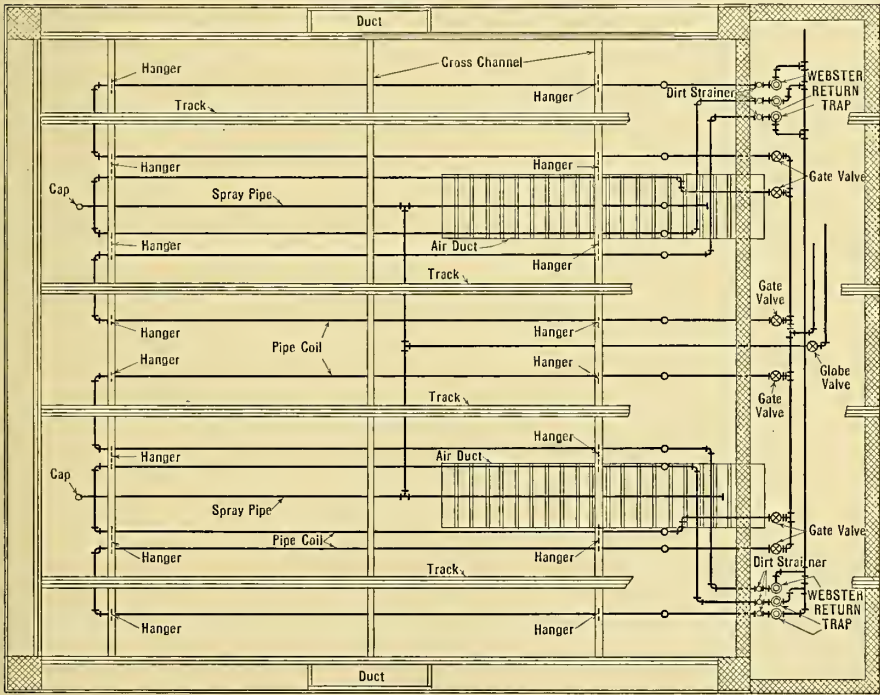 Duct
Cross Channel
Hanger
Hanger
Dirt Strainer
WEBSTER
RETURN
TRAP
Track
Hanger
Hanger
Gate Valve
Cap
Spray Pipe
Hanger
Air Duct
Hanger
Track
Gate
Valve
Hanger
Hanger
Pipe Coil
Hanger
Hanger
Globe
Valve
Gate
Valve
Track
Hanger
Hanger
Air Duct
Cap
Spray Pipe
Pipe Coil
Gate Valve
Hanger
Hanger
Dirt Strainer
Track
WEBSTER
RETURN
TRAP
Hanger
Hanger
Duct